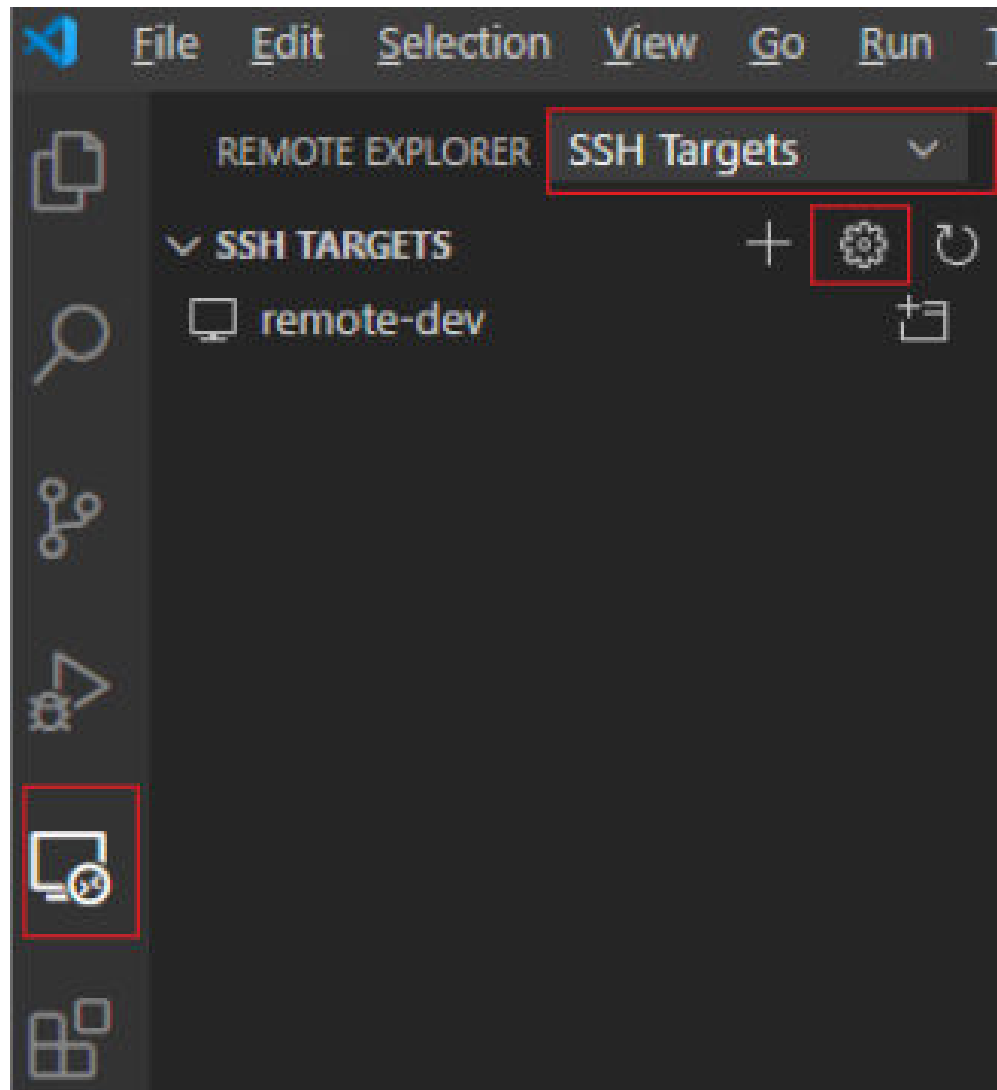 File Edit Selection View Go Run
REMOTE EXPLORER SSH Targets
SSH TARGETS
remote-dev